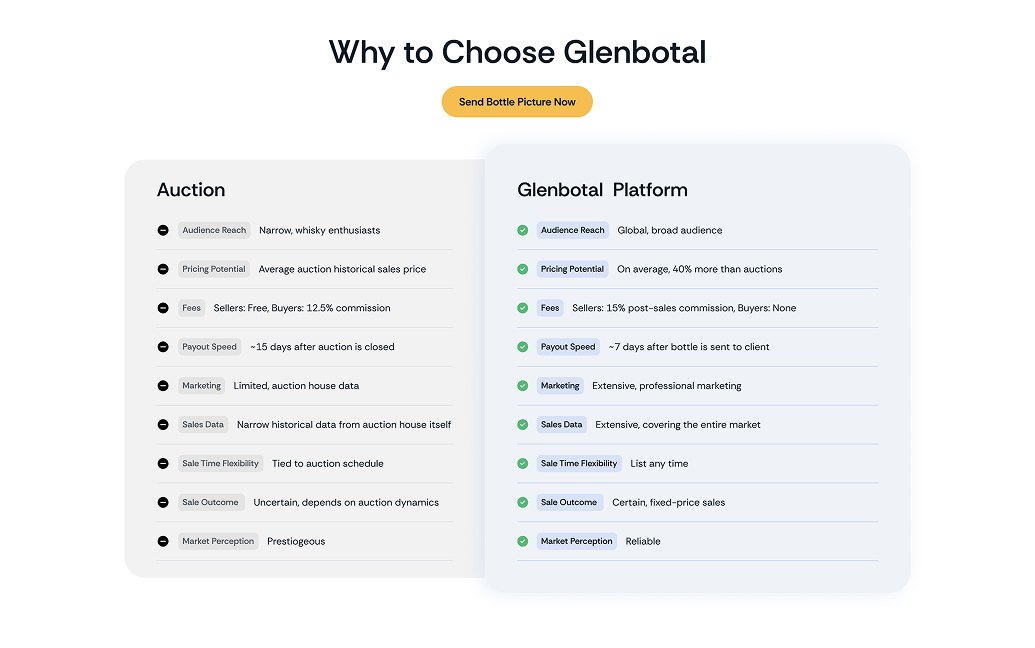 Why to Choose Glenbotal
Send Bottle Picture Now
Auction
Audience Reach Narrow, whisky enthusiasts
Pricing Potential Average auction historical sales price
Fees Sellers: Free, Buyers: 12.5% commission
Payout Speed ~15 days after auction is closed
Marketing Limited, auction house data
Sales Data Narrow historical data from auction house itself
Sale Time Flexibility Tied to auction schedule
Sale Outcome Uncertain, depends on auction dynamics
Market Perception Prestiogeous
Glenbotal Platform
Audience Reach Global, broad audience
Pricing Potential On average, 40% more than auctions
Fees Sellers: 15% post-sales commission, Buyers: None
Payout Speed ~7 days after bottle is sent to client
Marketing Extensive, professional marketing
Sales Data Extensive, covering the entire market
Sale Time Flexibility List any time
Sale Outcome Certain, fixed-price sales
Market Perception Reliable